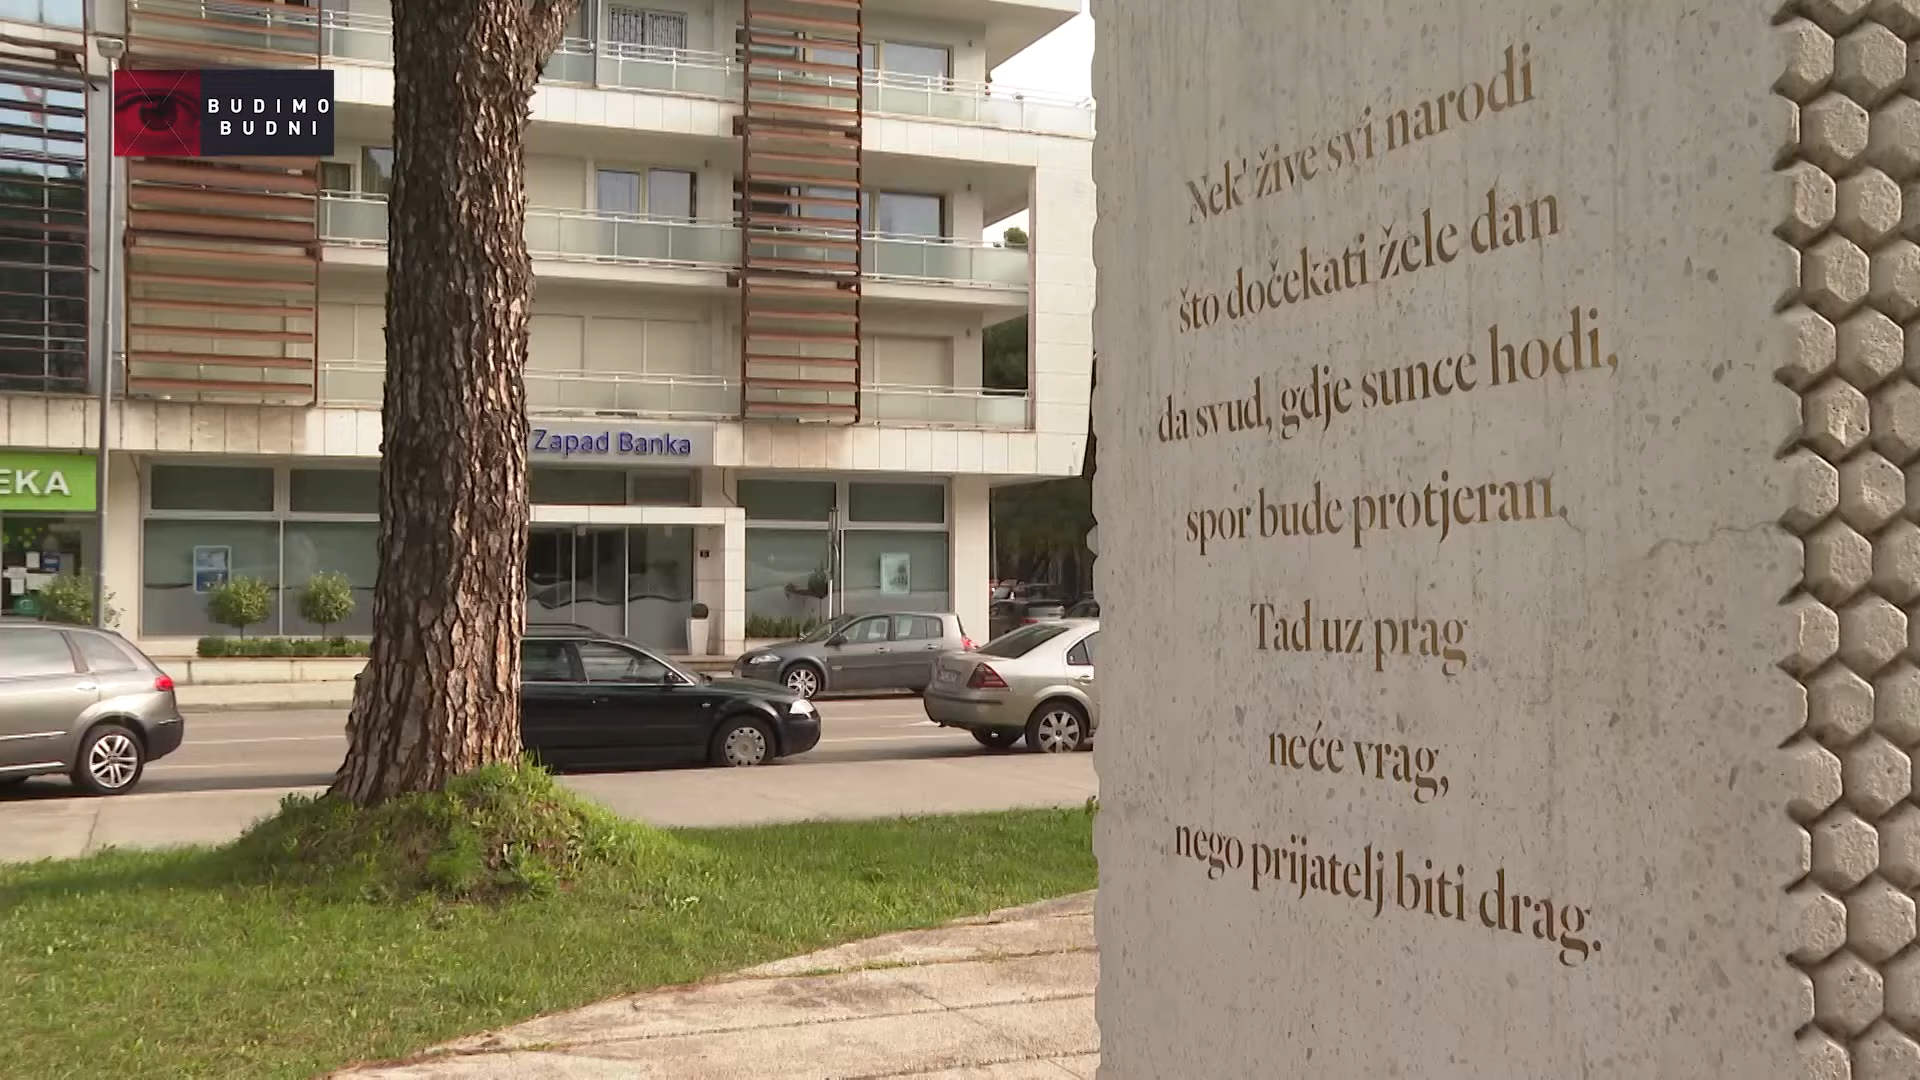 BUDIMO
BUDNI
EKA
Zapad Banka
Nek' žive svi narodi
što dočekati žele dan
da svud, gdje sunce hodi,
spor bude protjeran.
Tad uz prag
neće vrag,
nego prijatelj biti drag.